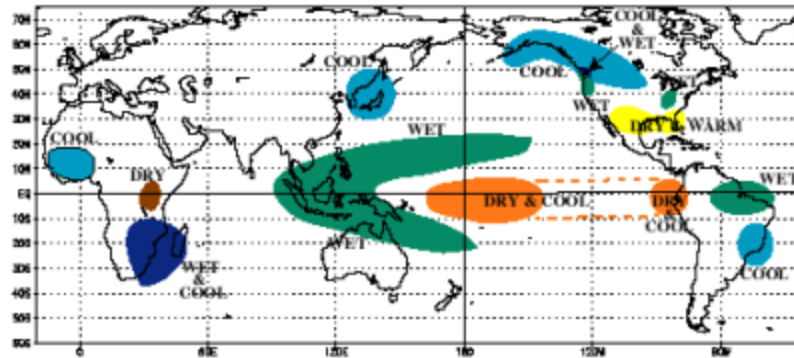 COOL
&
WET
COOL
COOL
WET
WET
WET
DRY & WARM
COOL
DRY
WET
DRY & COOL
DRY
&
COOL
WET
WET
&
COOL
COOL
70N
60N
50N
40N
30N
20N
10N
EQ
10S
20S
30S
40S
50S
60S
0
60E
120E
180
120W
60W